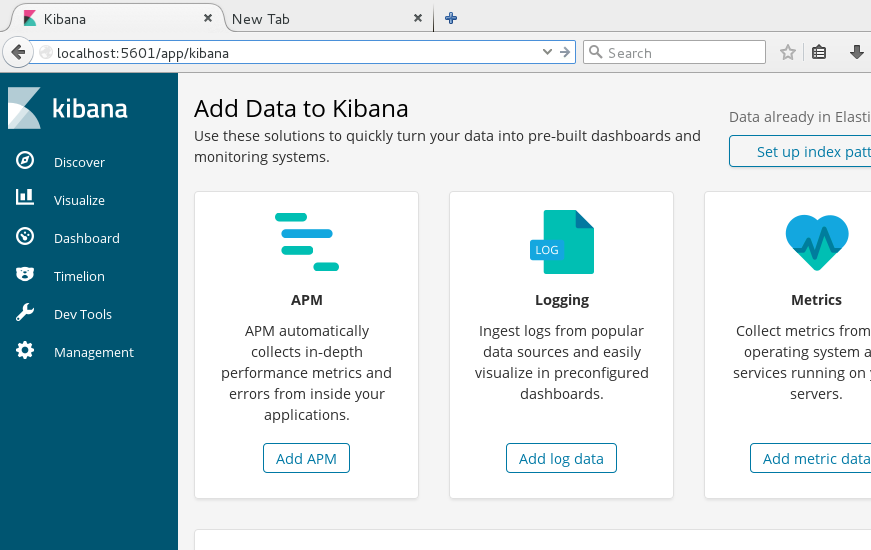 Kibana
New Tab
localhost:5601/app/kibana
Search
kibana
Discover
Visualize
Dashboard
Timelion
Dev Tools
Management
Add Data to Kibana
Use these solutions to quickly turn your data into pre-built dashboards and
monitoring systems.
Data already in Elasti
Set up index patt
APM
APM automatically
collects in-depth
performance metrics and
errors from inside your
applications.
Add APM
LOG
Logging
Ingest logs from popular
data sources and easily
visualize in preconfigured
dashboards.
Add log data
Metrics
Collect metrics from
operating system a
services running on
servers.
Add metric data